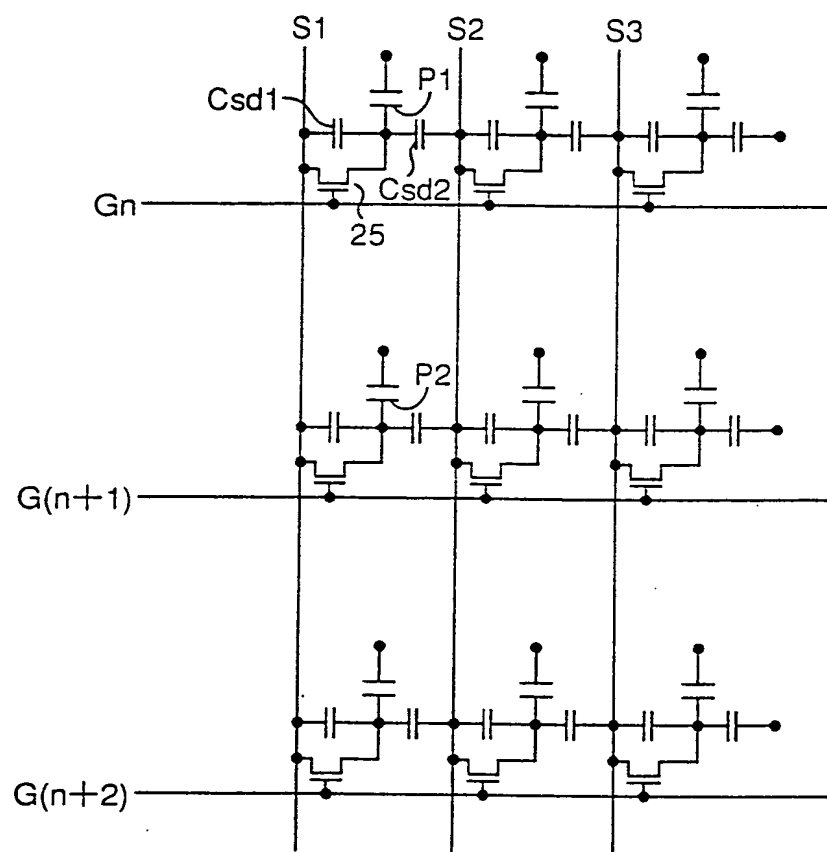 S1 S2 S3
P1
Csd1
Csd2
Gn
25
P2
G(n+1)
G(n+2)